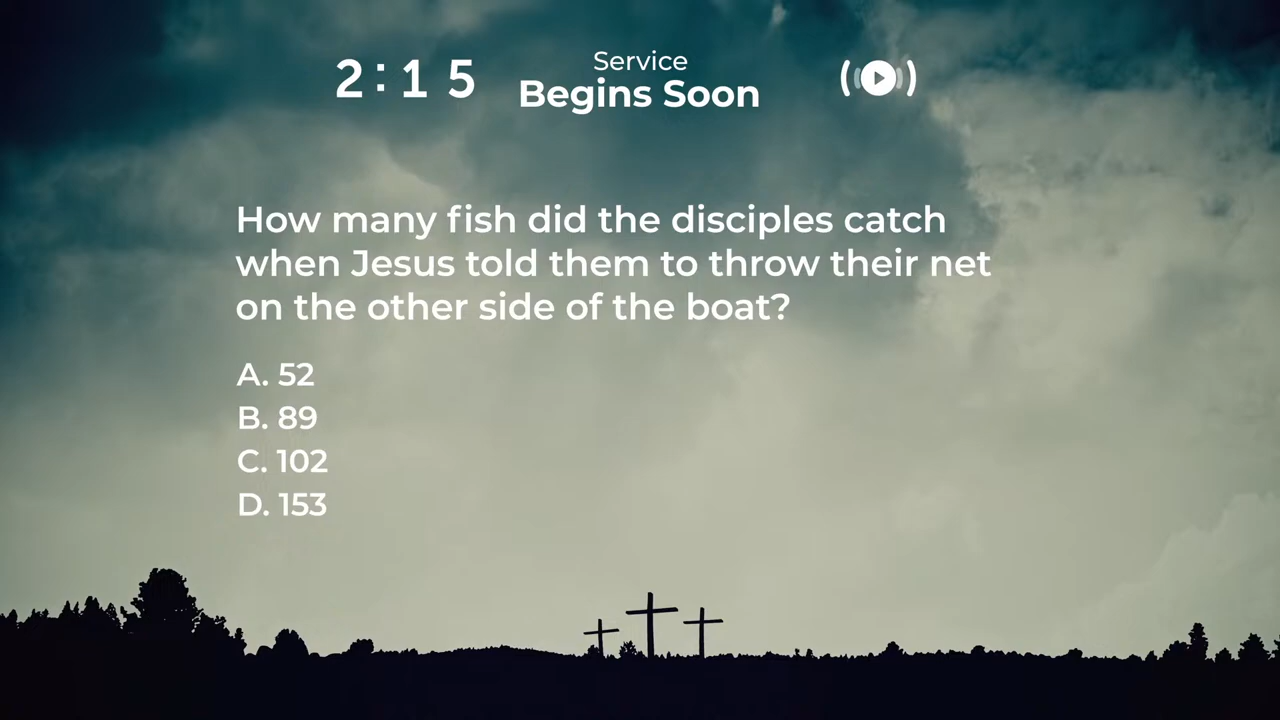 2:15
Service
Begins Soon
How many fish did the disciples catch
when Jesus told them to throw their net
on the other side of the boat?
A. 52
B. 89
C. 102
D. 153